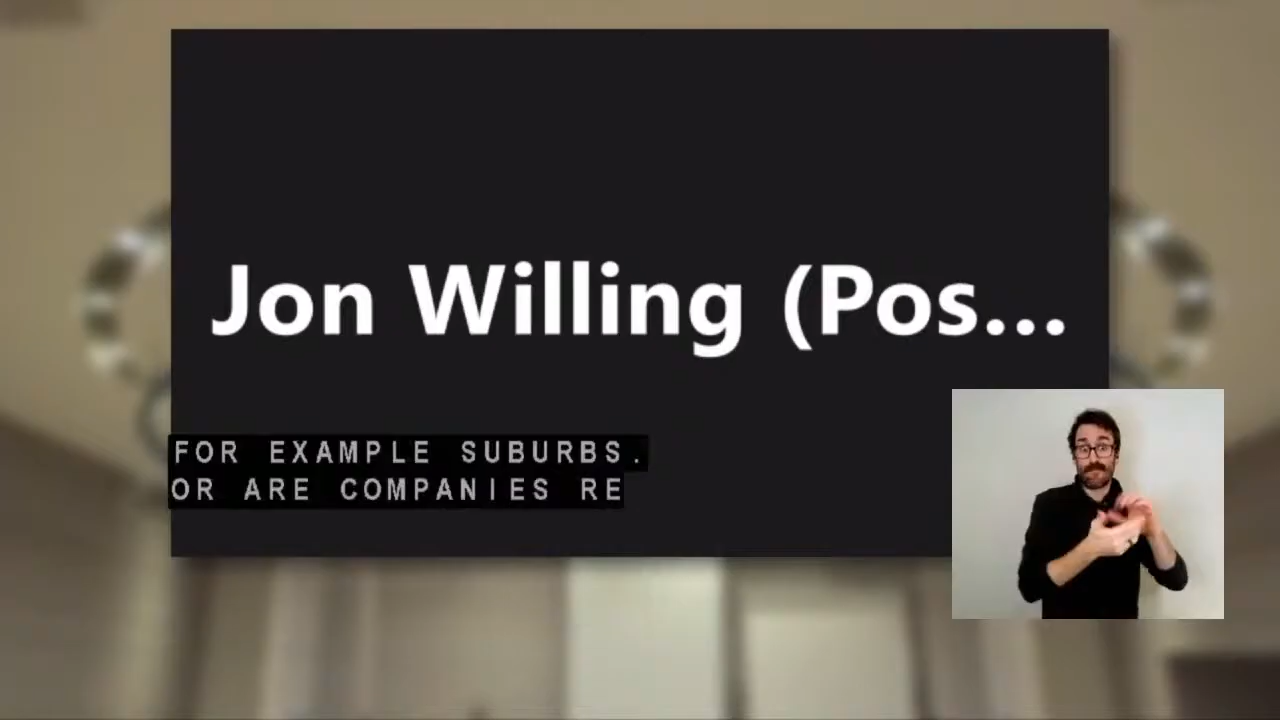 Jon Willing (Pos...
FOR EXAMPLE SUBURBS.
OR ARE COMPANIES RE